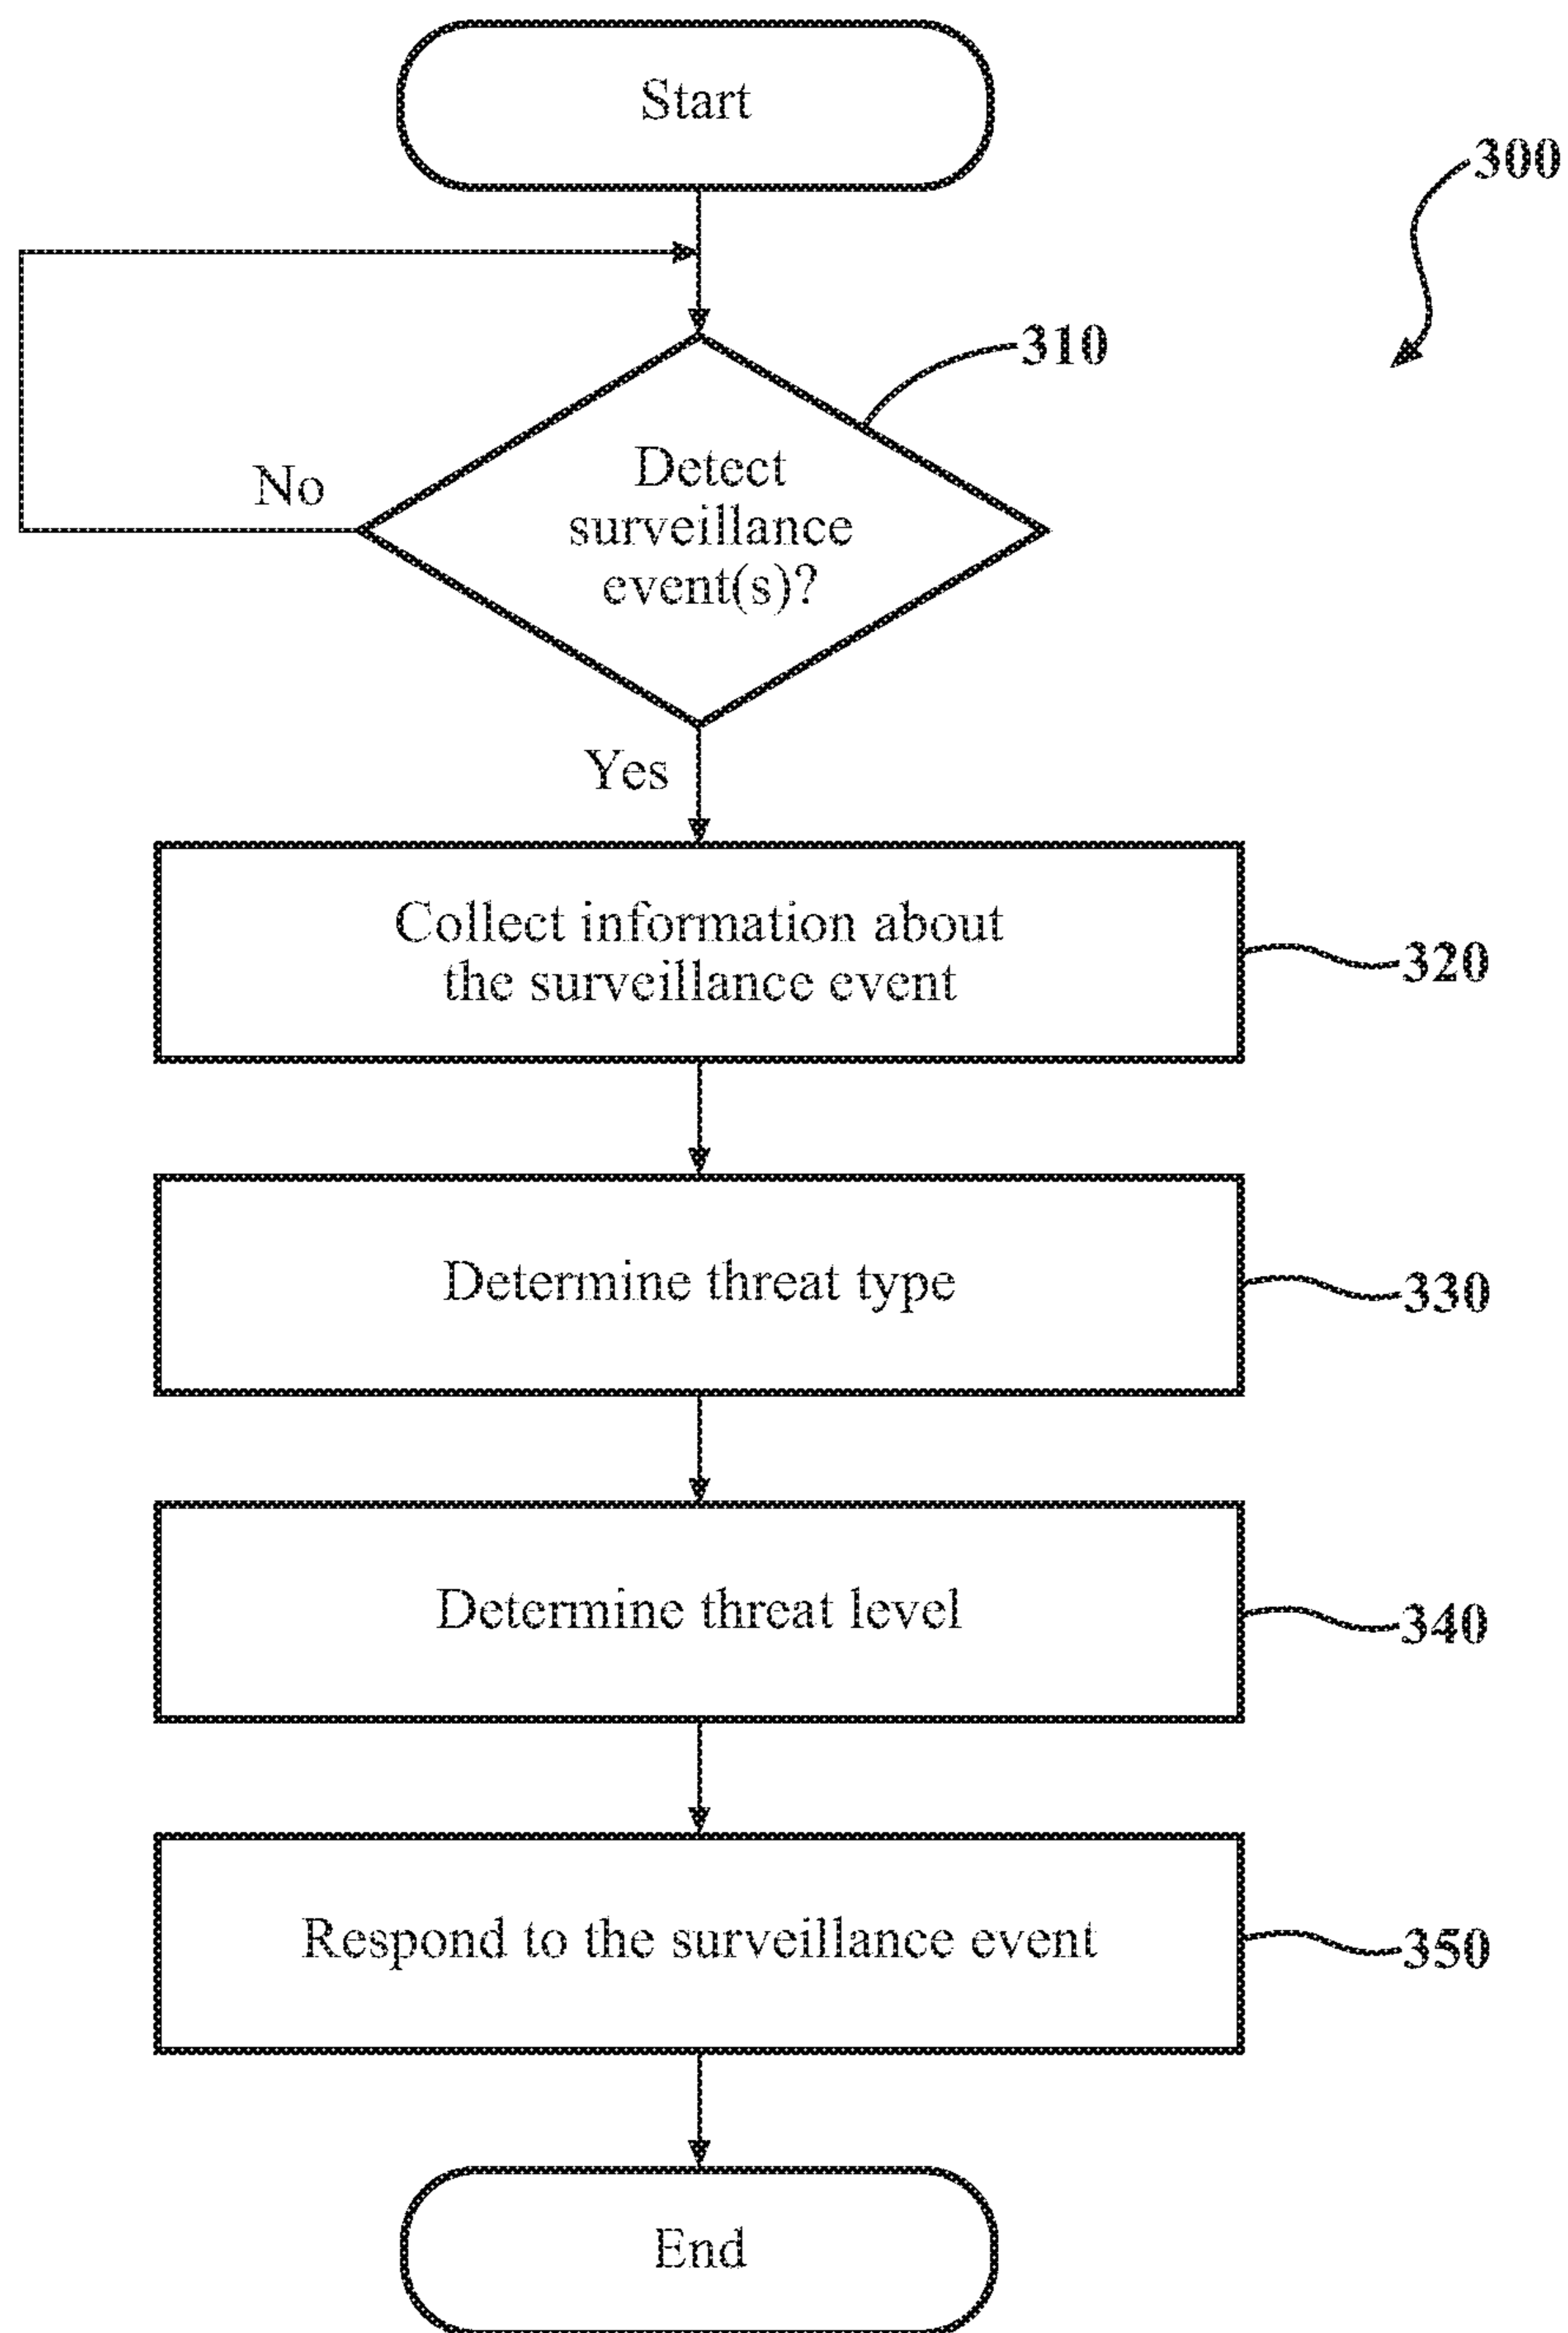 Start
300
310
Detect
surveillance
event(s)?
No
Yes
Collect information about
the surveillance event
320
Determine threat type
330
Determine threat level
340
Respond to the surveillance event
350
End